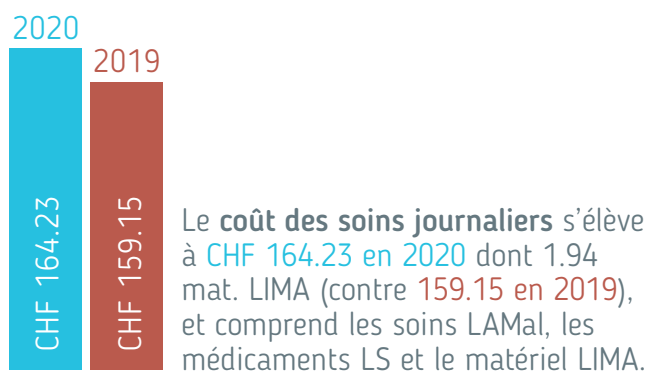 2020
2019
CHF 164.23
CHF 159.15
Le coût des soins journaliers s’élève
à CHF 164.23 en 2020 dont 1.94
mat. LIMA (contre 159.15 en 2019),
et comprend les soins LAMal, les
médicaments LS et le matériel LIMA.